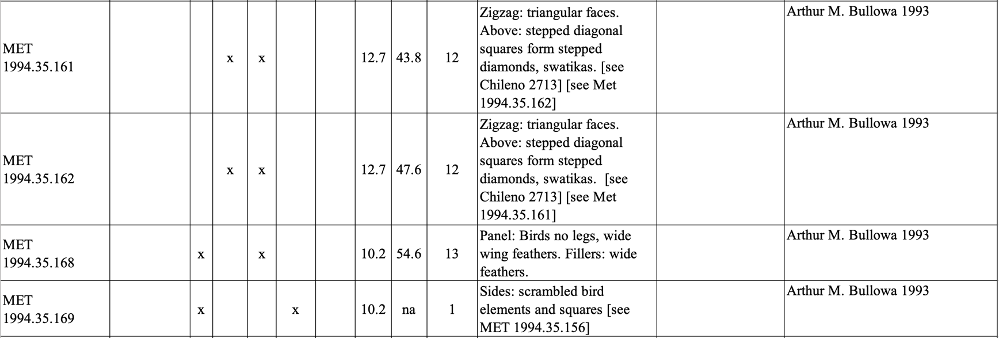 MET
1994.35.161
x x 12.7 43.8 12
Zigzag: triangular faces.
Above: stepped diagonal
squares form stepped
diamonds, swatikas. [see
Chileno 2713] [see Met
1994.35.162]
Arthur M. Bullowa 1993
MET
1994.35.162
x x 12.7 47.6 12
Zigzag: triangular faces.
Above: stepped diagonal
squares form stepped
diamonds, swatikas.  [see
Chileno 2713] [see Met
1994.35.161]
Arthur M. Bullowa 1993
MET
1994.35.168
x x 10.2 54.6 13
Panel: Birds no legs, wide
wing feathers. Fillers: wide
feathers.
Arthur M. Bullowa 1993
MET
1994.35.169
x x 10.2 na 1
Sides: scrambled bird
elements and squares [see
MET 1994.35.156]
Arthur M. Bullowa 1993